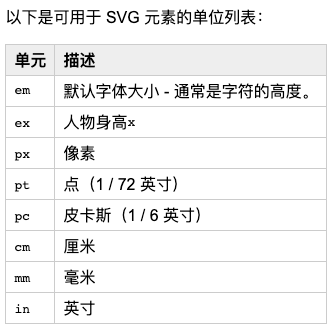 以下是可用于 SVG 元素的单位列表：
单元 描述
em 默认字体大小 - 通常是字符的高度。
ex 人物身高x
px 像素
pt 点（1 / 72 英寸）
pc 皮卡斯（1 / 6 英寸）
cm 厘米
mm 毫米
in 英寸